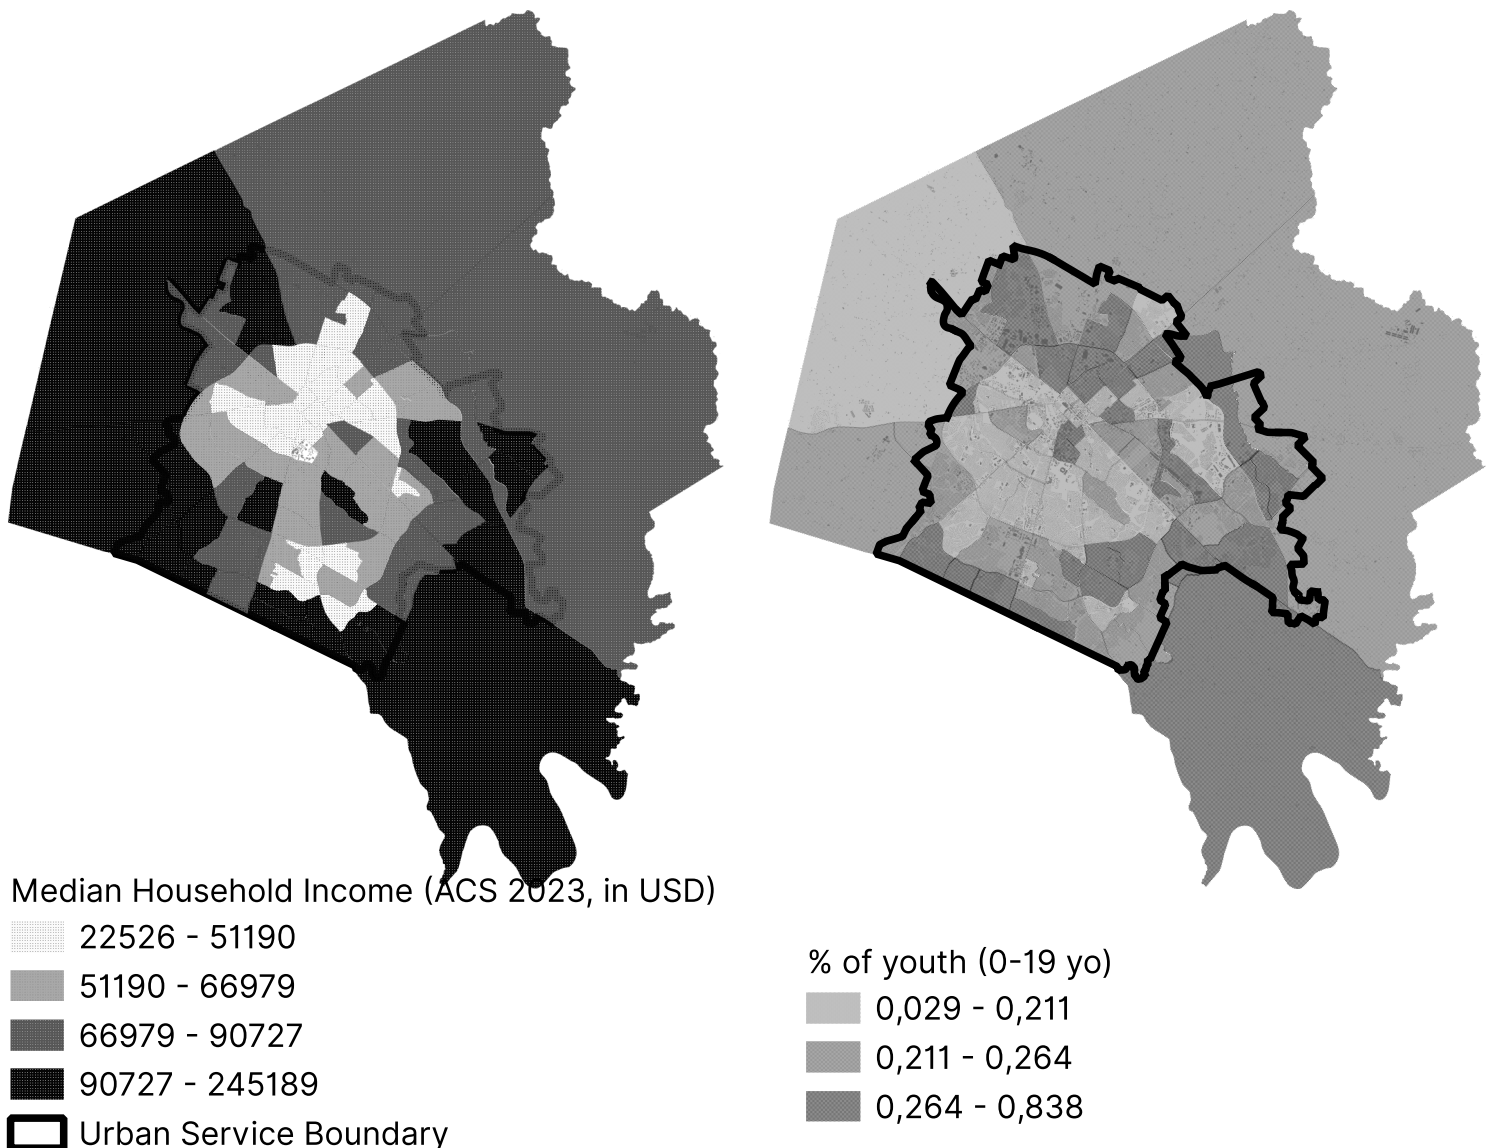 Median Household Income (ACS 2023, in USD)
22526 - 51190
51190 - 66979
66979 - 90727
90727 - 245189
Urban Service Boundary
% of youth (0-19 yo)
0,029 - 0,211
0,211 - 0,264
0,264 - 0,838